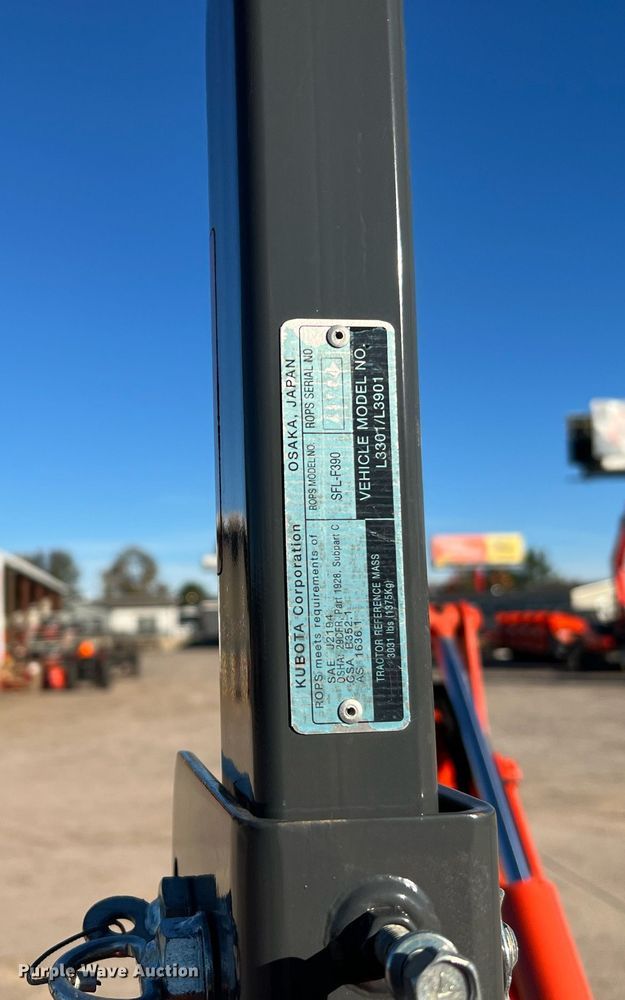 KUBOTA Corporation OSAKA, JAPAN
ROPS meets requirements of
SAE J2194
OSHA 29CFR Part 1928, Subpart C
CSA B352.1
AS 1636.1
ROPS MODEL NO.
SFL-F390
ROPS SERIAL NO
TRACTOR REFERENCE MASS
3031 lbs (1375Kg)
VEHICLE MODEL NO.
L3301/L3901
Purple Wave Auction